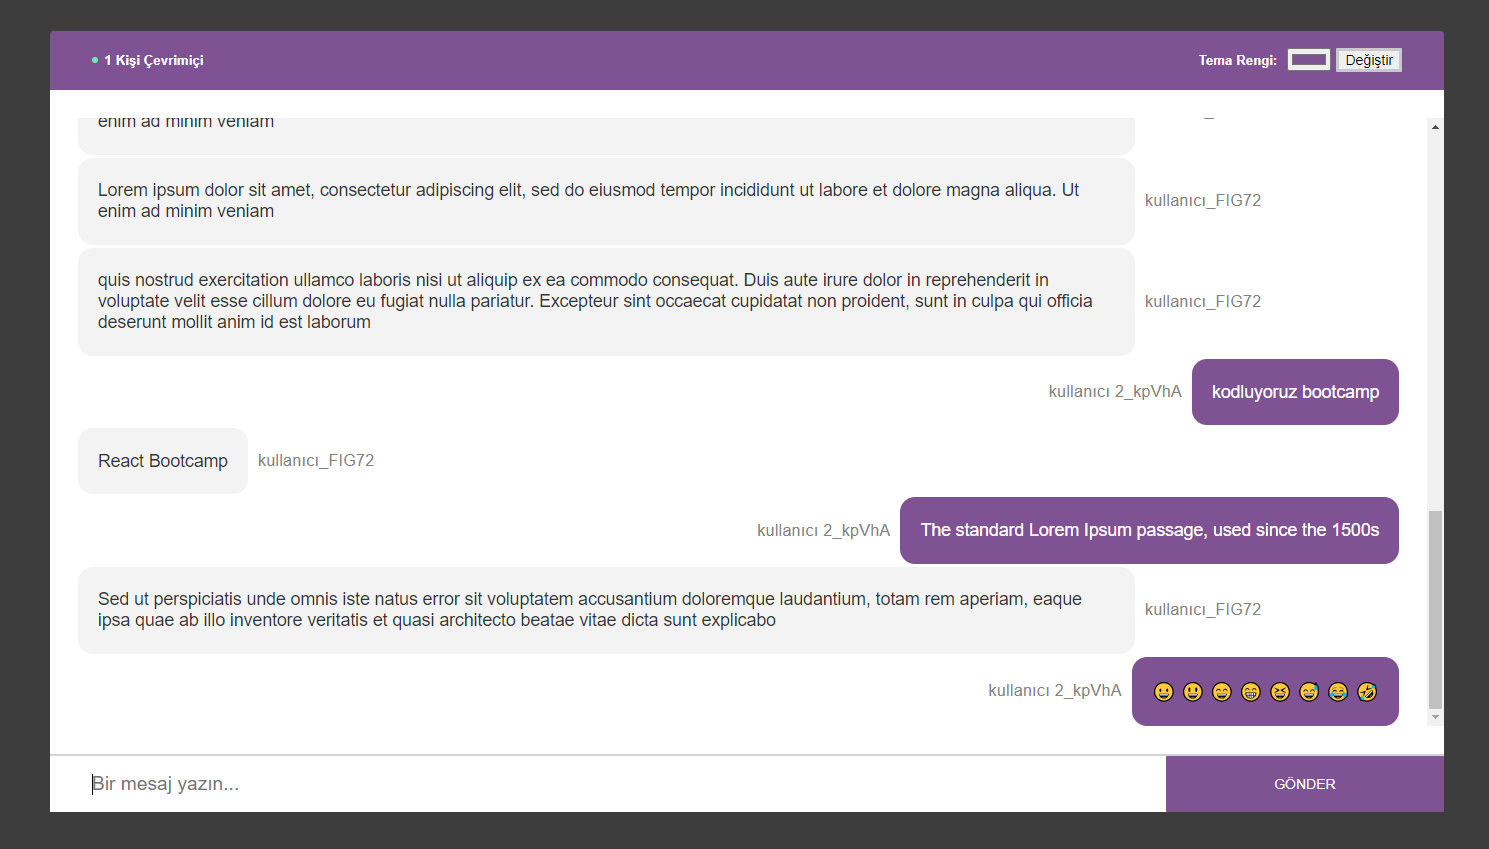 1 Kişi Çevrimiçi
Tema Rengi: Değiştir
enim ad minim veniam
Lorem ipsum dolor sit amet, consectetur adipiscing elit, sed do eiusmod tempor incididunt ut labore et dolore magna aliqua. Ut
enim ad minim veniam
kullanıcı_FIG72
quis nostrud exercitation ullamco laboris nisi ut aliquip ex ea commodo consequat. Duis aute irure dolor in reprehenderit in
voluptate velit esse cillum dolore eu fugiat nulla pariatur. Excepteur sint occaecat cupidatat non proident, sunt in culpa qui officia
deserunt mollit anim id est laborum
kullanıcı_FIG72
kullanıcı 2_kpVhA
kodluyoruz bootcamp
React Bootcamp
kullanıcı_FIG72
kullanıcı 2_kpVhA
The standard Lorem Ipsum passage, used since the 1500s
Sed ut perspiciatis unde omnis iste natus error sit voluptatem accusantium doloremque laudantium, totam rem aperiam, eaque
ipsa quae ab illo inventore veritatis et quasi architecto beatae vitae dicta sunt explicabo
kullanıcı_FIG72
kullanıcı 2_kpVhA
😀 😃 😄 😁 😆 😅 😂 🤣
Bir mesaj yazın...
GÖNDER